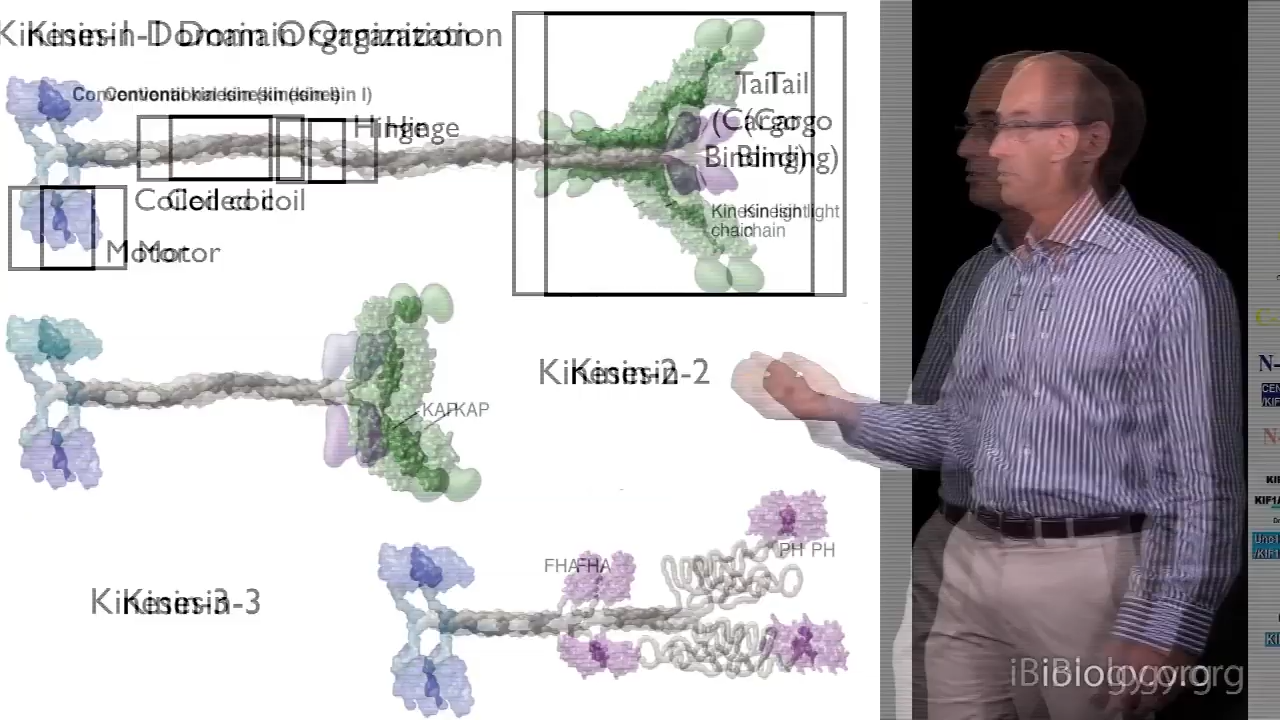 Kinesin-I Domain Organization
Conventional kinesin (kinesin I)
Hinge
Coiled coil
Motor
Tail
(Cargo
Binding)
Kinesin light
chain
Kinesin-2
KAP
Kinesin-3
FHA
PH
iBiology.org
N-
KIF1A